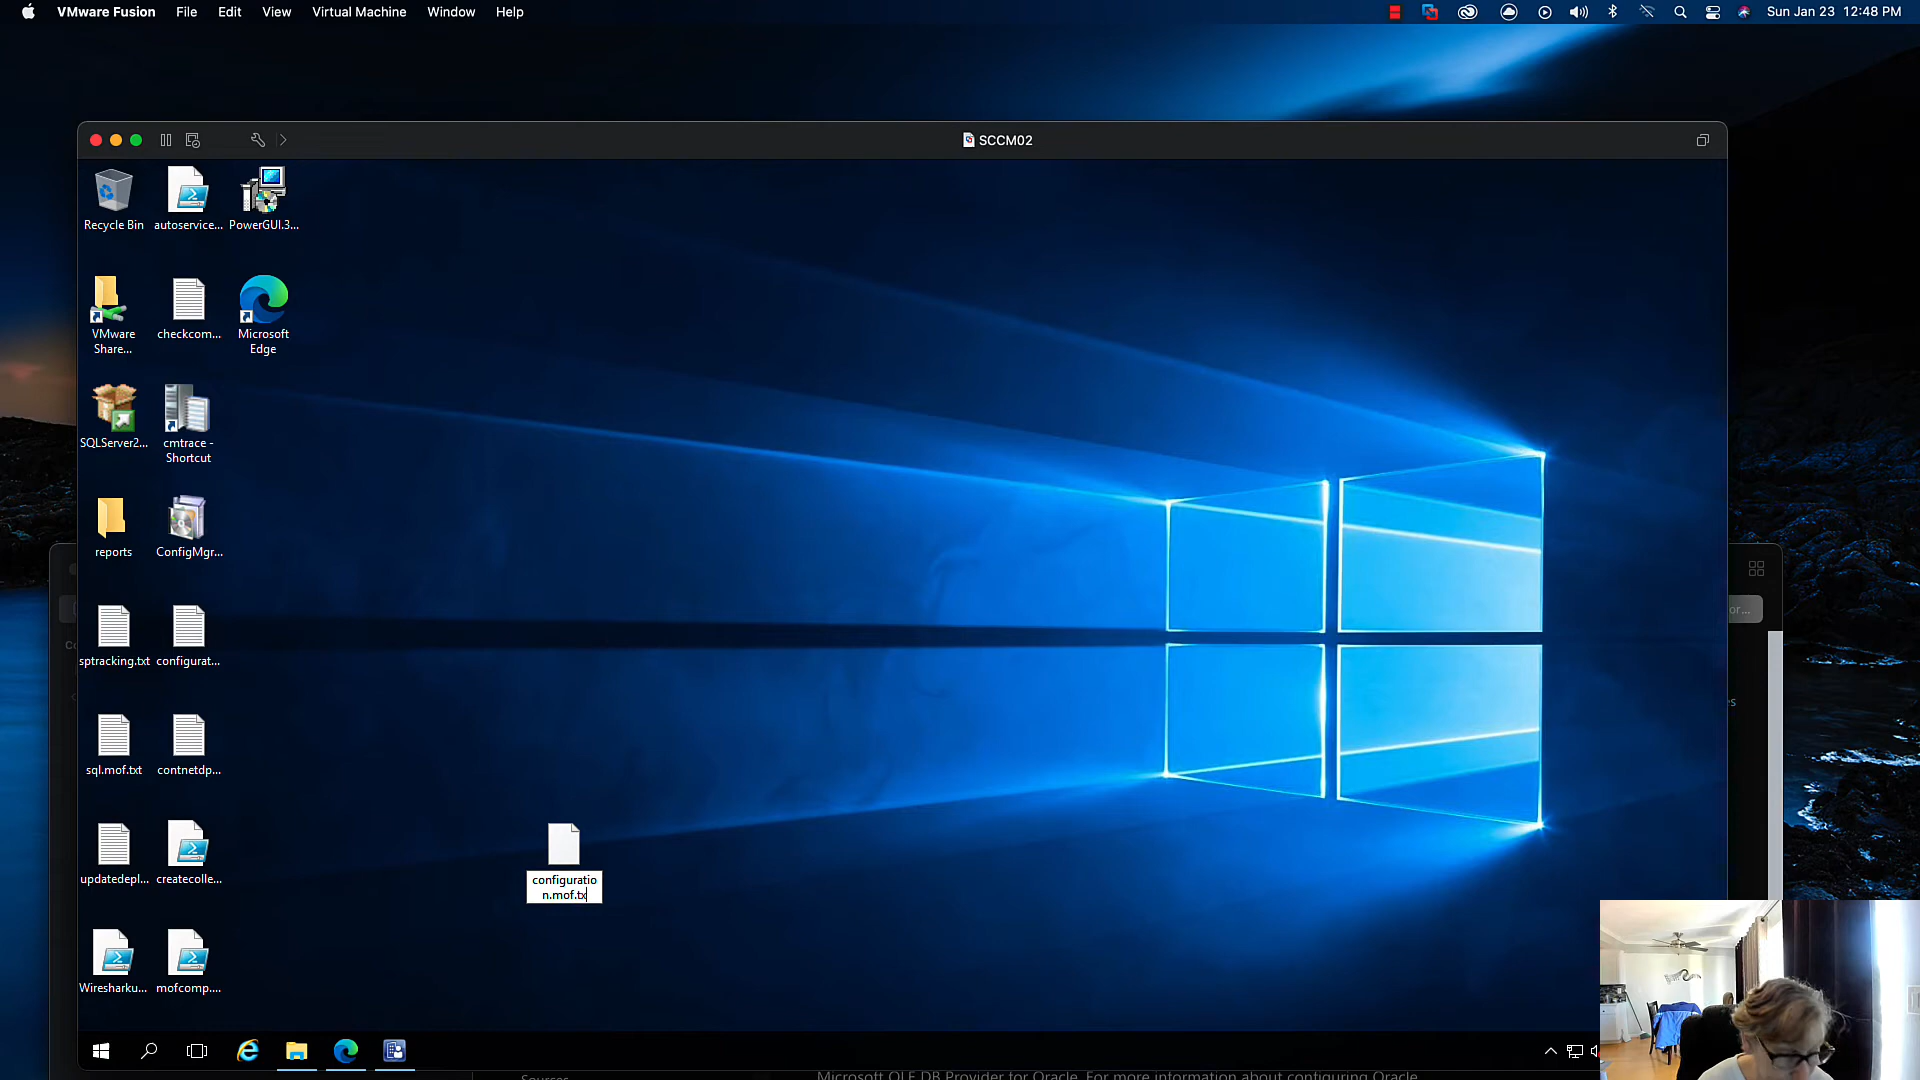 VMware Fusion File Edit View Virtual Machine Window Help
Sun Jan 23 12:48 PM
SCCM02
Recycle Bin
autoservice...
PowerGUI.3...
VMware
Share...
checkcom...
Microsoft
Edge
SQLServer2...
cmtrace -
Shortcut
reports
ConfigMgr...
or...
sptracking.txt
configurat...
sql.mof.txt
contnetdp...
updatedepl...
createcolle...
configuratio
n.mof.tx
Wiresharku...
mofcomp....
Microsoft OLE DB Provider for Oracle. For more information about configuring Oracle